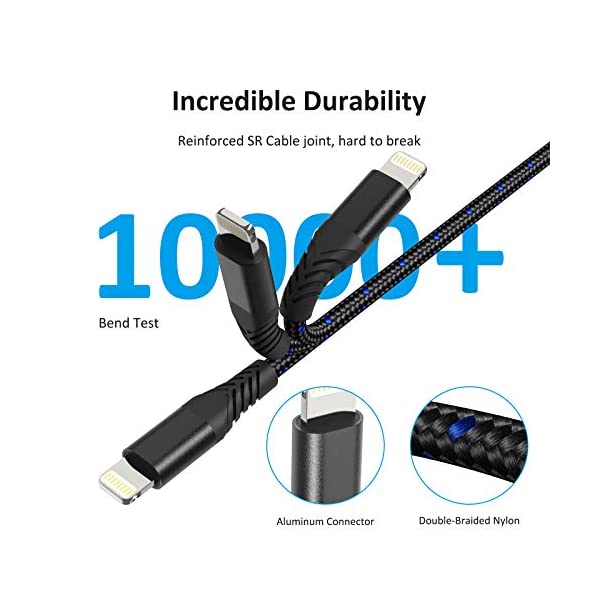 Incredible Durability
Reinforced SR Cable joint, hard to break
10000+
Bend Test
Aluminum Connector
Double-Braided Nylon